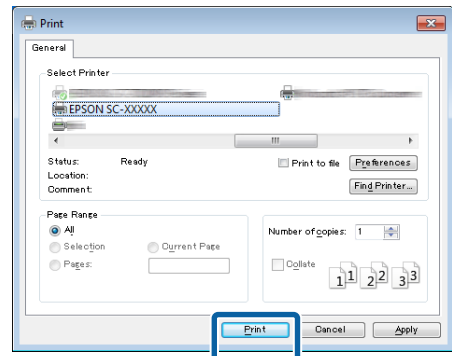 Print
General
Select Printer
EPSON SC-XXXXX
Status: Ready
Print to file Preferences
Location:
Comment:
Find Printer...
Page Range
All
Selection Current Page
Pages:
Number of copies: 1
Collate
1 1 2 2 3 3
Print Cancel Apply